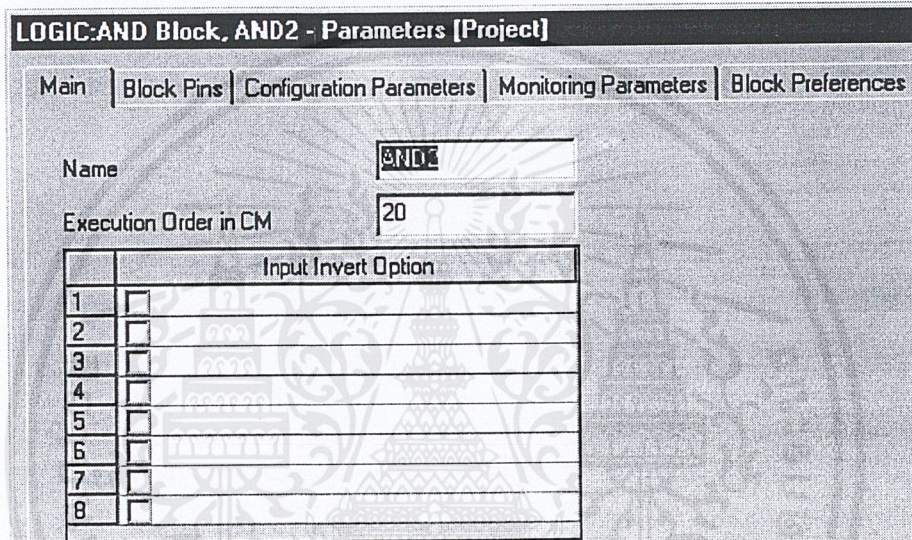 LOGIC:AND Block, AND2 - Parameters [Project]
Main Block Pins Configuration Parameters Monitoring Parameters Block Preferences
Name AND2
Execution Order in CM 20
Input Invert Option
1
2
3
4
5
6
7
8